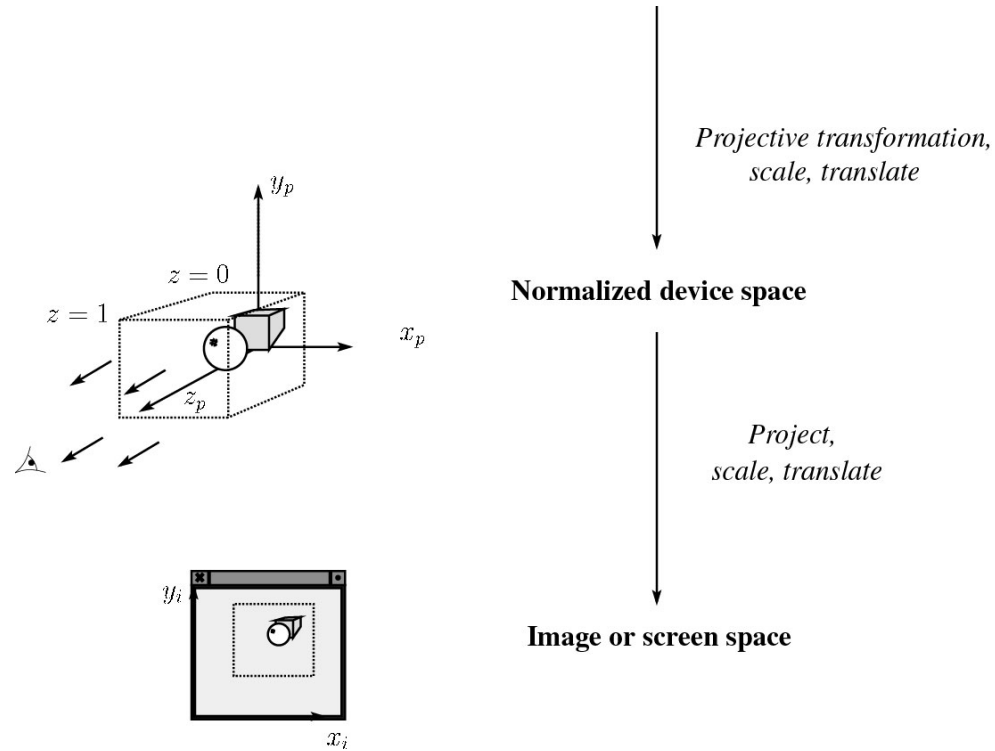 Projective transformation,
scale, translate
y_p
z = 0
z = 1
Normalized device space
x_p
z_p
Project,
scale, translate
y_i
Image or screen space
x_i